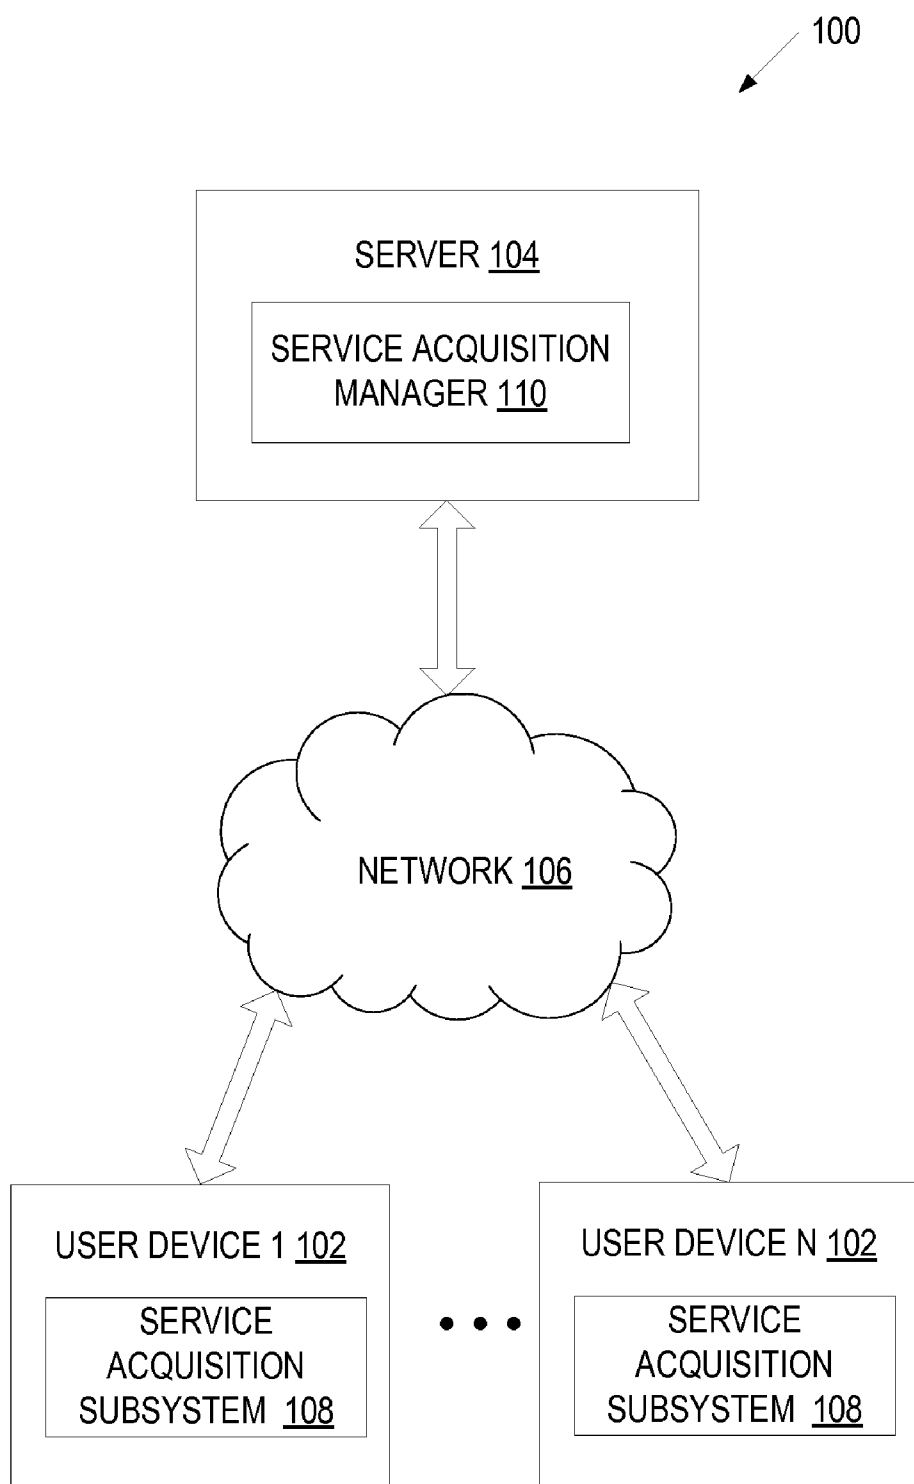 100
SERVER 104
SERVICE ACQUISITION
MANAGER 110
NETWORK 106
USER DEVICE 1 102
SERVICE
ACQUISITION
SUBSYSTEM 108
USER DEVICE N 102
SERVICE
ACQUISITION
SUBSYSTEM 108